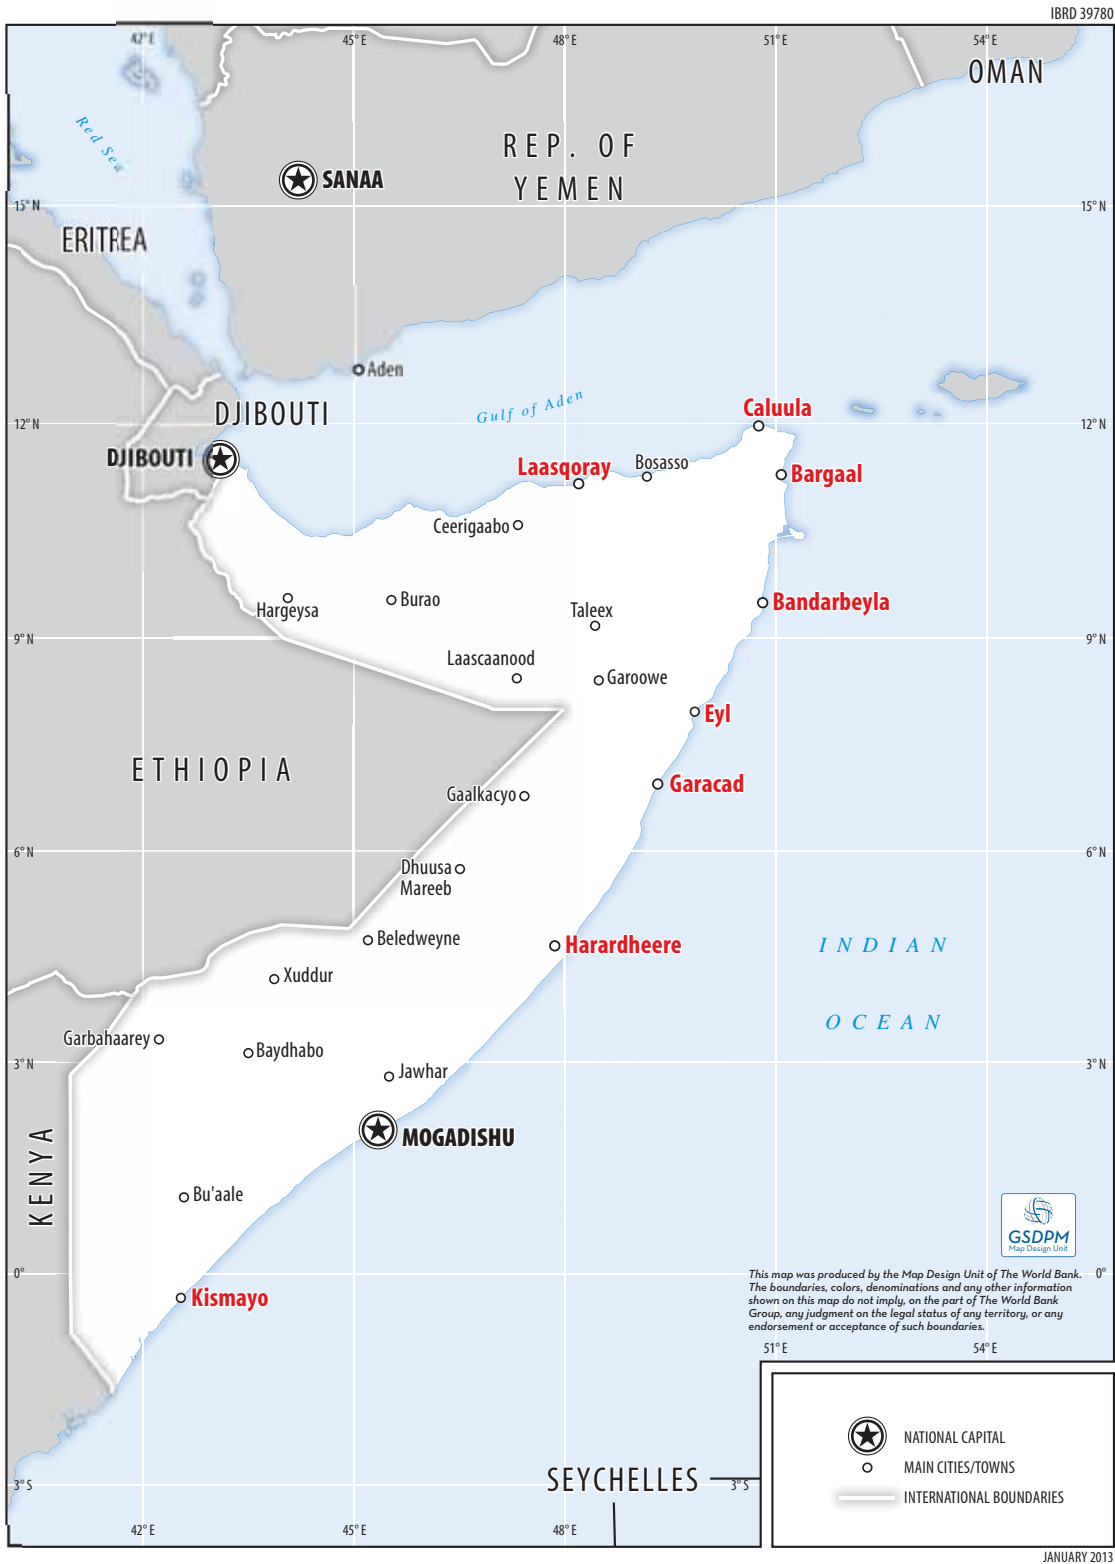 IBRD 39780
42°E
45°E
48°E
51°E
54°E
OMAN
Red Sea
REP. OF
YEMEN
SANAA
15°N
15°N
ERITREA
Aden
Gulf of Aden
DJIBOUTI
Caluula
12°N
12°N
DJIBOUTI
Laasqoray
Bosasso
Bargaal
Ceerigaabo
Hargeysa
Burao
Taleex
Bandarbeyla
9°N
9°N
Laascaanood
Garoowe
Eyl
ETHIOPIA
Gaalkacyo
Garacad
6°N
6°N
Dhuusa
Mareeb
Beledweyne
Harardheere
INDIAN
OCEAN
Xuddur
Garbahaarey
Baydhabo
3°N
3°N
Jawhar
MOGADISHU
KENYA
Bu'aale
GSDPM
Map Design Unit
0°
0°
Kismayo
This map was produced by the Map Design Unit of The World Bank.
The boundaries, colors, denominations and any other information
shown on this map do not imply, on the part of The World Bank
Group, any judgment on the legal status of any territory, or any
endorsement or acceptance of such boundaries.
51°E
54°E
NATIONAL CAPITAL
MAIN CITIES/TOWNS
INTERNATIONAL BOUNDARIES
SEYCHELLES
3°S
3°S
42°E
45°E
48°E
JANUARY 2013